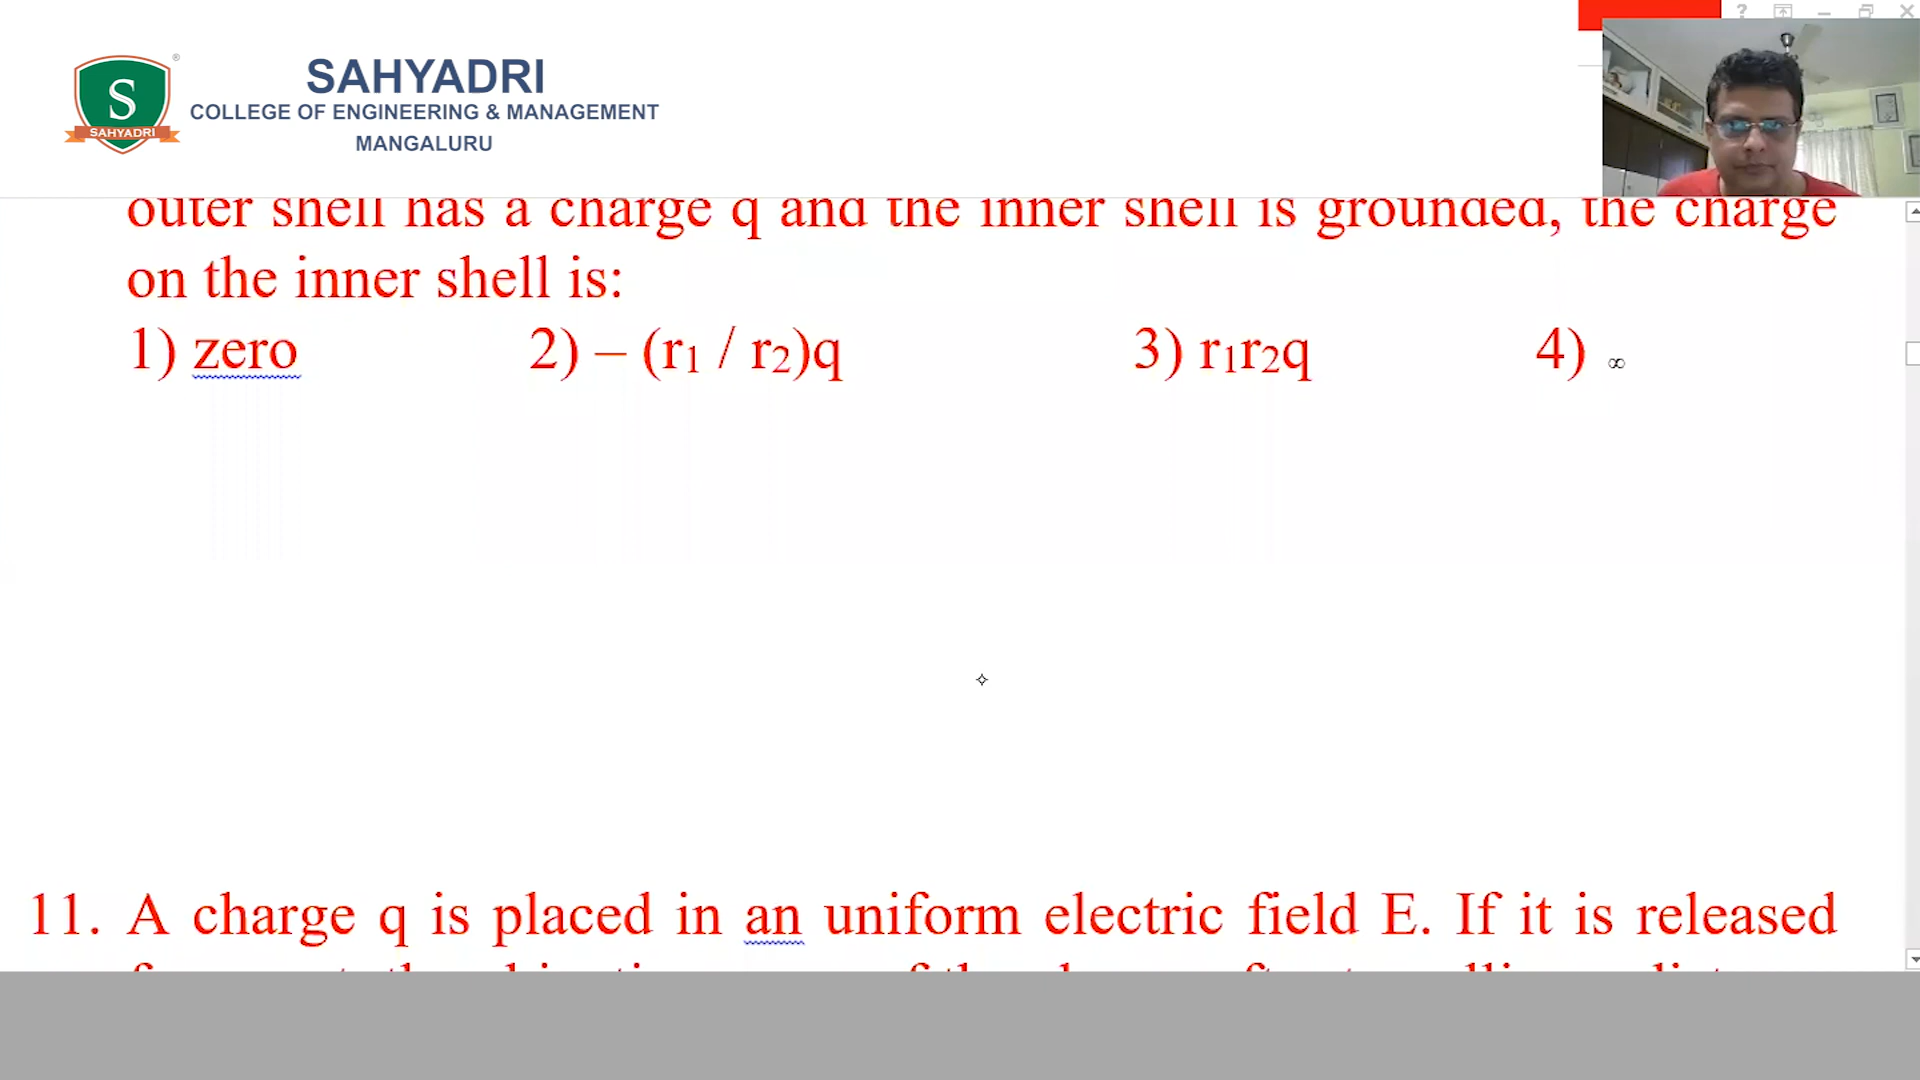 S
SAHYADRI
®
SAHYADRI
COLLEGE OF ENGINEERING & MANAGEMENT
MANGALURU
outer shell has a charge q and the inner shell is grounded, the charge
on the inner shell is:
1) zero 2) – (r₁ / r₂)q 3) r₁r₂q 4) ∞
11. A charge q is placed in an uniform electric field E. If it is released